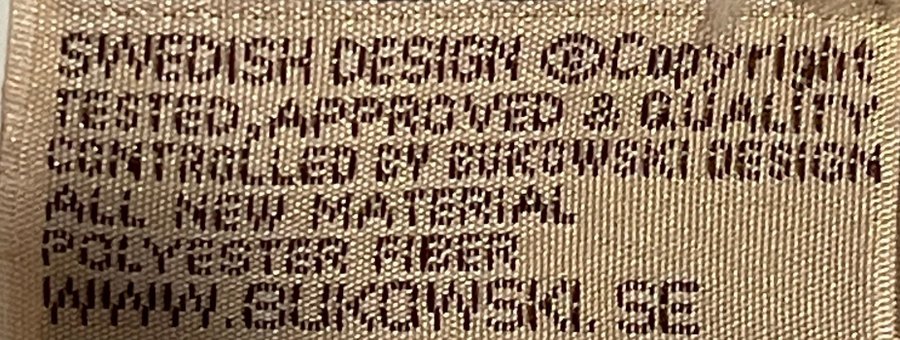 SWEDISH DESIGN ©Copyright
TESTED, APPROVED & QUALITY
CONTROLLED BY BUKOWSKI DESIGN
ALL NEW MATERIAL
POLYESTER FIBER
WWW.BUKOWSKI.SE